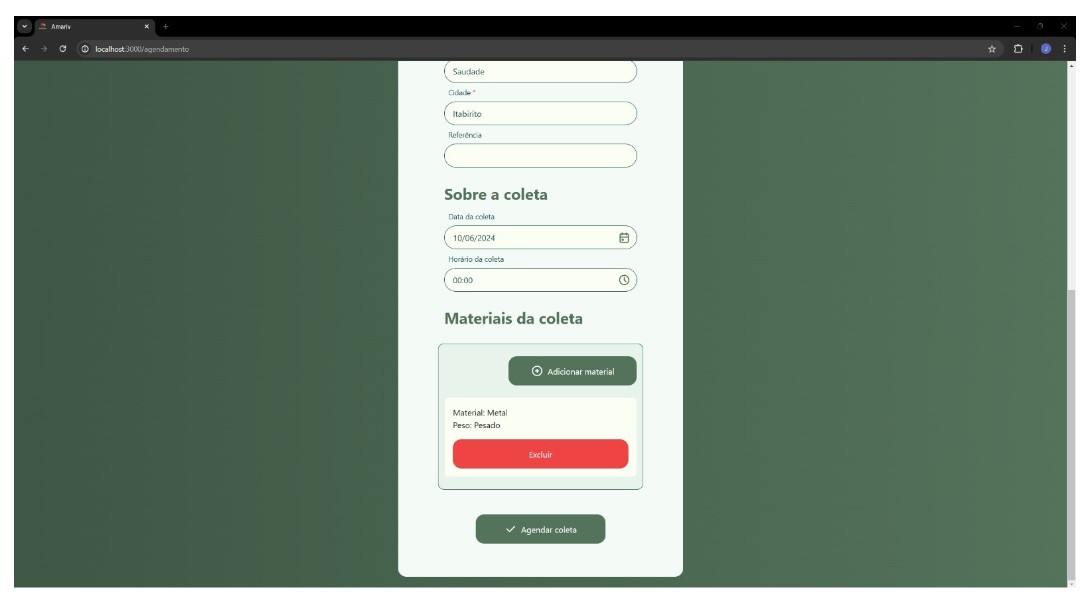 Amariv
localhost:3000/agendamento
Saudade
Cidade *
Itabirito
Referência
Sobre a coleta
Data da coleta
10/06/2024
Horário da coleta
00:00
Materiais da coleta
Adicionar material
Material: Metal
Peso: Pesado
Excluir
Agendar coleta